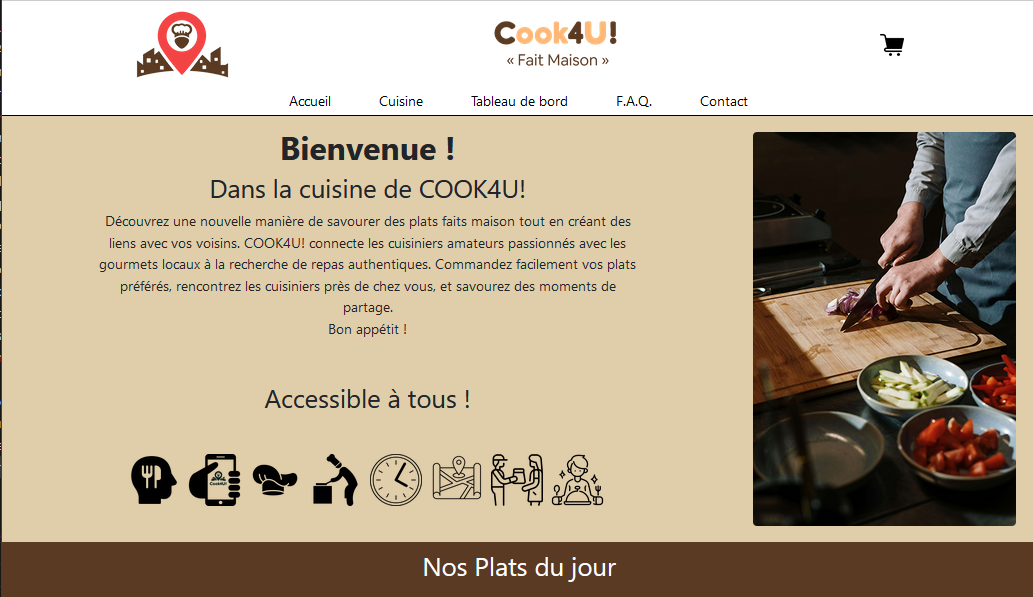 Cook4U!
« Fait Maison »
Accueil Cuisine Tableau de bord F.A.Q. Contact
Bienvenue !
Dans la cuisine de COOK4U!
Découvrez une nouvelle manière de savourer des plats faits maison tout en créant des
liens avec vos voisins. COOK4U! connecte les cuisiniers amateurs passionnés avec les
gourmets locaux à la recherche de repas authentiques. Commandez facilement vos plats
préférés, rencontrez les cuisiniers près de chez vous, et savourez des moments de
partage.
Bon appétit !
Accessible à tous !
Cook4U!
Nos Plats du jour